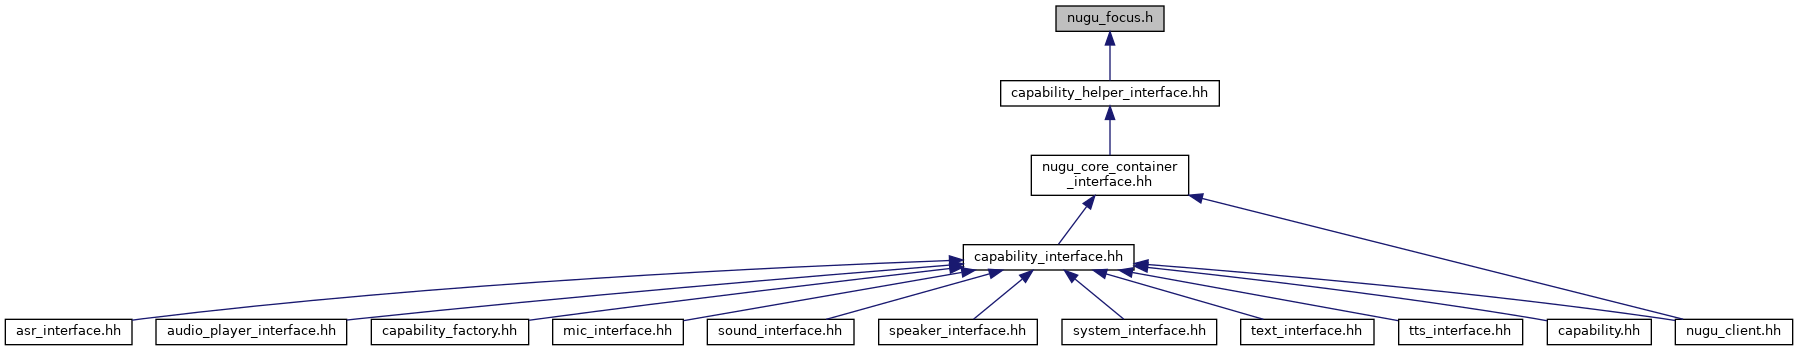 nugu_focus.h
capability_helper_interface.hh
nugu_core_container
_interface.hh
capability_interface.hh
asr_interface.hh
audio_player_interface.hh
capability_factory.hh
mic_interface.hh
sound_interface.hh
speaker_interface.hh
system_interface.hh
text_interface.hh
tts_interface.hh
capability.hh
nugu_client.hh